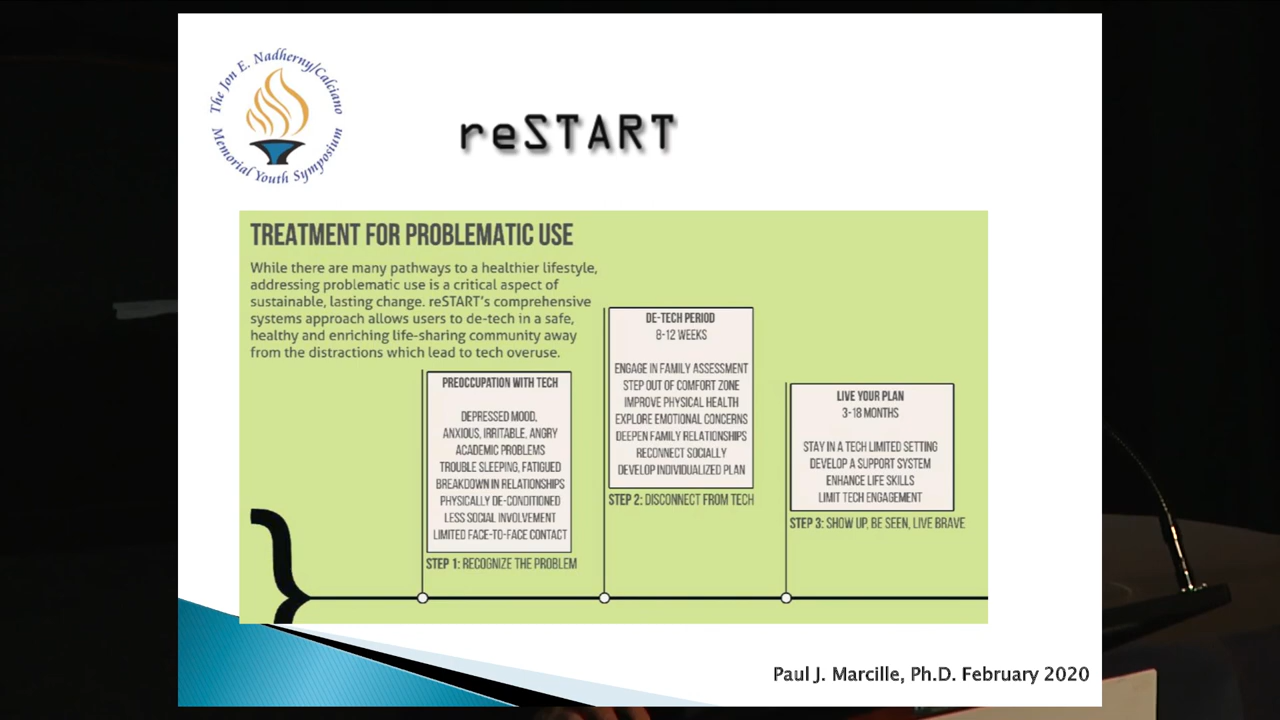 The Jon E. Nadherny/Calciano
Memorial Youth Symposium
reSTART
TREATMENT FOR PROBLEMATIC USE
While there are many pathways to a healthier lifestyle,
addressing problematic use is a critical aspect of
sustainable, lasting change. reSTART's comprehensive
systems approach allows users to de-tech in a safe,
healthy and enriching life-sharing community away
from the distractions which lead to tech overuse.
PREOCCUPATION WITH TECH
DEPRESSED MOOD,
ANXIOUS, IRRITABLE, ANGRY
ACADEMIC PROBLEMS
TROUBLE SLEEPING, FATIGUED
BREAKDOWN IN RELATIONSHIPS
PHYSICALLY DE-CONDITIONED
LESS SOCIAL INVOLVEMENT
LIMITED FACE-TO-FACE CONTACT
STEP 1: RECOGNIZE THE PROBLEM
DE-TECH PERIOD
8-12 WEEKS
ENGAGE IN FAMILY ASSESSMENT
STEP OUT OF COMFORT ZONE
IMPROVE PHYSICAL HEALTH
EXPLORE EMOTIONAL CONCERNS
DEEPEN FAMILY RELATIONSHIPS
RECONNECT SOCIALLY
DEVELOP INDIVIDUALIZED PLAN
STEP 2: DISCONNECT FROM TECH
LIVE YOUR PLAN
3-18 MONTHS
STAY IN A TECH LIMITED SETTING
DEVELOP A SUPPORT SYSTEM
ENHANCE LIFE SKILLS
LIMIT TECH ENGAGEMENT
STEP 3: SHOW UP, BE SEEN, LIVE BRAVE
Paul J. Marcille, Ph.D. February 2020